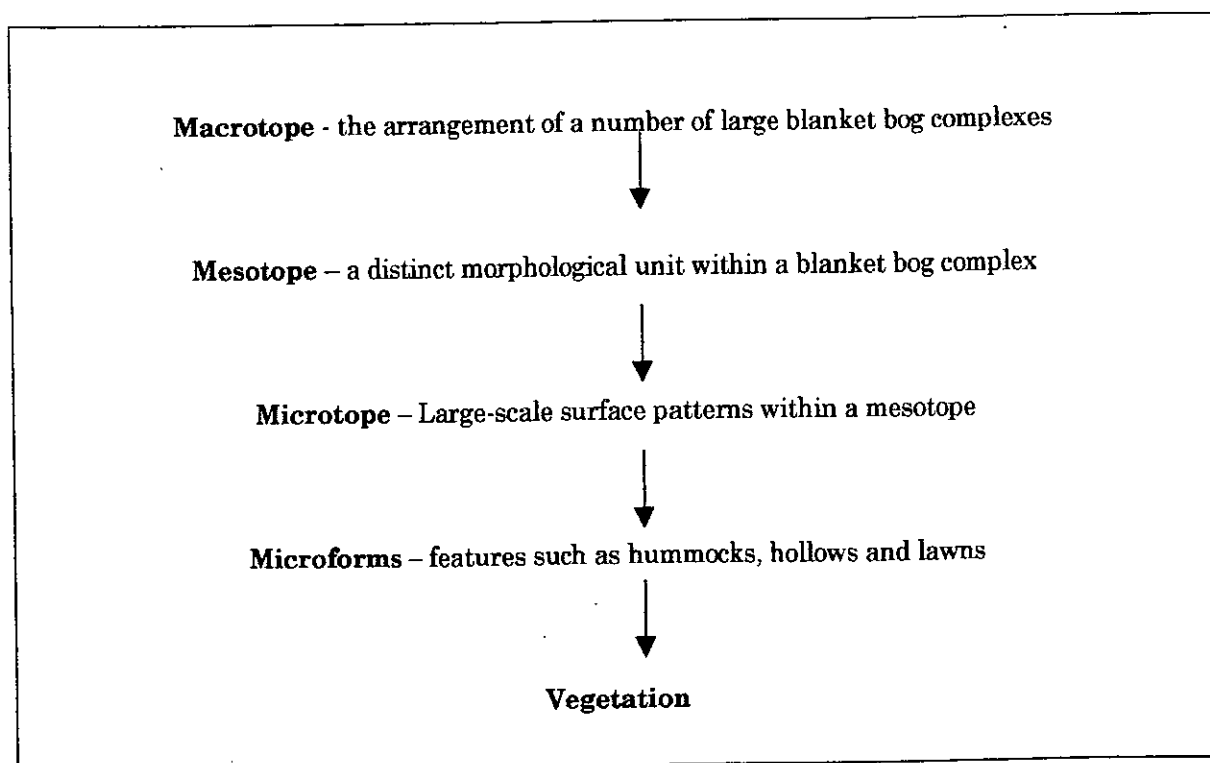 Macrotope - the arrangement of a number of large blanket bog complexes
Mesotope – a distinct morphological unit within a blanket bog complex
Microtope – Large-scale surface patterns within a mesotope
Microforms – features such as hummocks, hollows and lawns
Vegetation